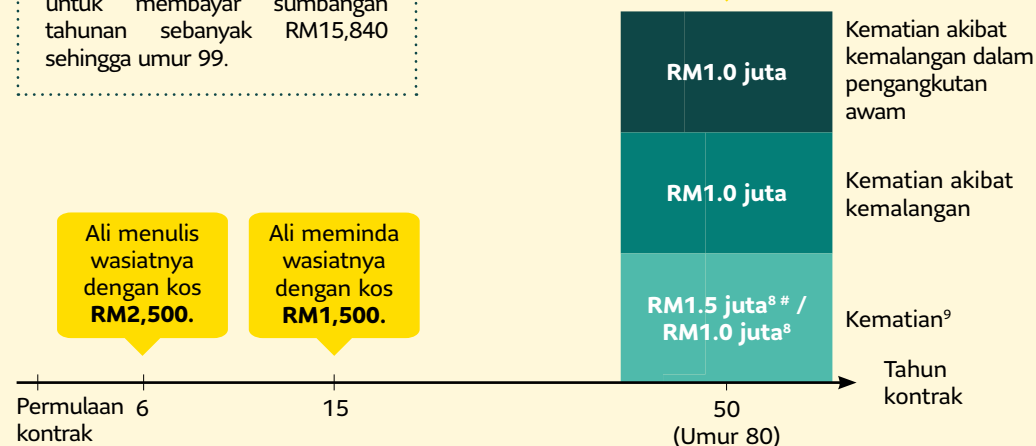 untuk membayar sumbangan
tahunan sebanyak RM15,840
sehingga umur 99.
Ali menulis
wasiatnya
dengan kos
RM2,500.
Ali meminda
wasiatnya
dengan kos
RM1,500.
RM1.0 juta
Kematian akibat
kemalangan dalam
pengangkutan
awam
RM1.0 juta
Kematian akibat
kemalangan
RM1.5 juta⁸ # /
RM1.0 juta⁸
Kematian⁹
Tahun
kontrak
Permulaan
kontrak
6
15
50
(Umur 80)